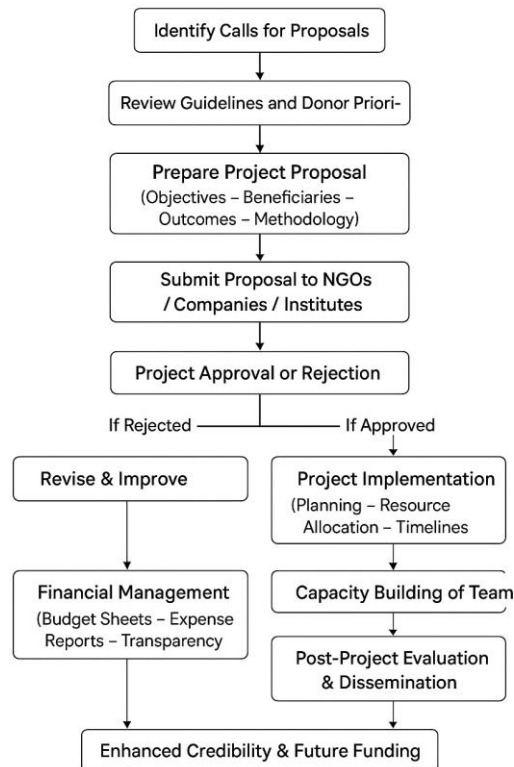 Identify Calls for Proposals
Review Guidelines and Donor Priori-
Prepare Project Proposal
(Objectives – Beneficiaries –
Outcomes – Methodology)
Submit Proposal to NGOs
/ Companies / Institutes
Project Approval or Rejection
If Rejected
If Approved
Revise & Improve
Project Implementation
(Planning – Resource
Allocation – Timelines
Financial Management
(Budget Sheets – Expense
Reports – Transparency
Capacity Building of Team
Post-Project Evaluation
& Dissemination
Enhanced Credibility & Future Funding